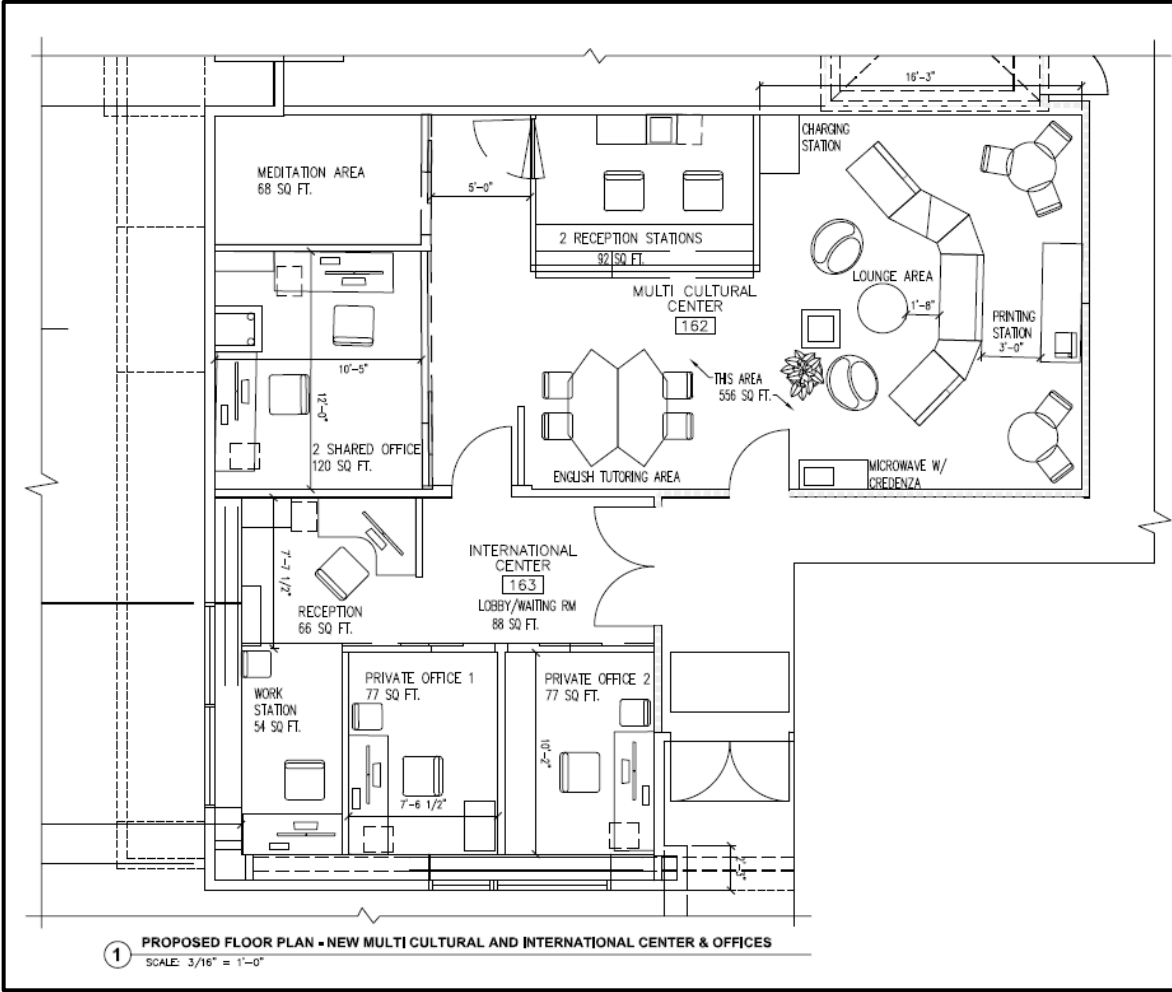 16'-3"
CHARGING
STATION
MEDITATION AREA
68 SQ FT.
5'-0"
2 RECEPTION STATIONS
92 SQ FT.
MULTI CULTURAL
CENTER
162
LOUNGE AREA
1'-8"
PRINTING
STATION
3'-0"
10'-5"
12'-0"
2 SHARED OFFICE
120 SQ FT.
THIS AREA
556 SQ FT.
ENGLISH TUTORING AREA
MICROWAVE W/
CREDENZA
7'-7 1/2"
RECEPTION
66 SQ FT.
INTERNATIONAL
CENTER
163
LOBBY/WAITING RM
88 SQ FT.
WORK
STATION
54 SQ FT.
PRIVATE OFFICE 1
77 SQ FT.
7'-6 1/2"
PRIVATE OFFICE 2
77 SQ FT.
10'-2"
2'-3"
1
PROPOSED FLOOR PLAN - NEW MULTI CULTURAL AND INTERNATIONAL CENTER & OFFICES
SCALE: 3/16" = 1'-0"